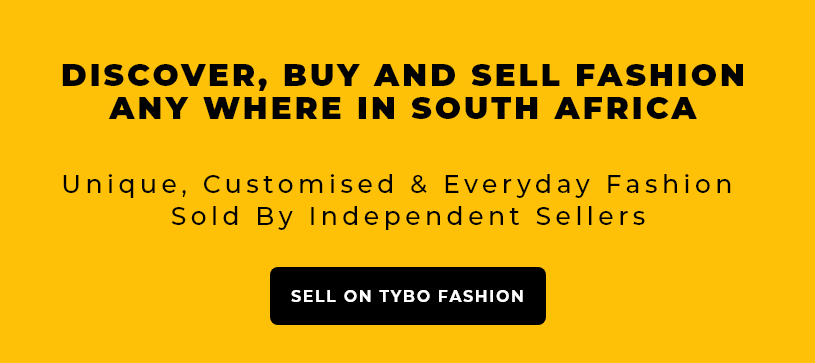 DISCOVER, BUY AND SELL FASHION
ANY WHERE IN SOUTH AFRICA
Unique, Customised & Everyday Fashion
Sold By Independent Sellers
SELL ON TYBO FASHION